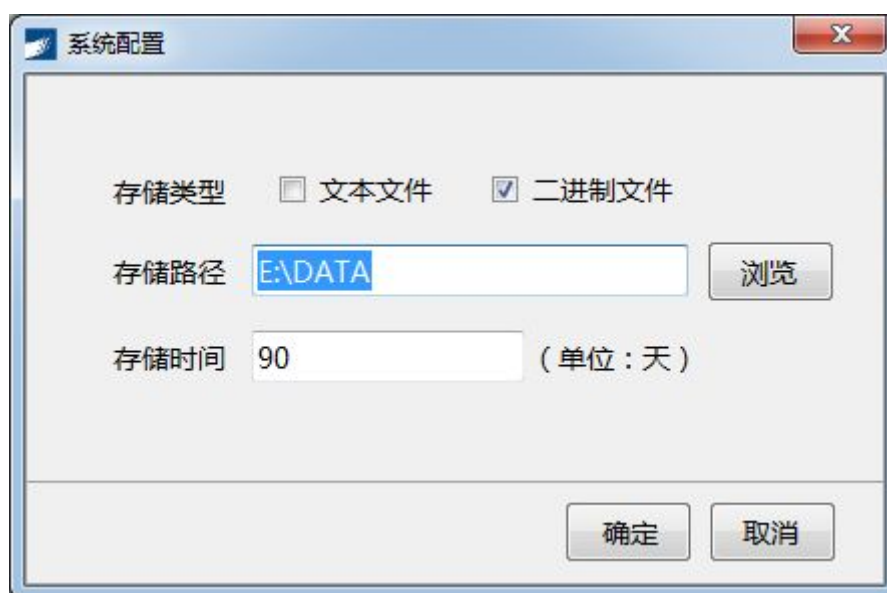 系统配置
存储类型 文本文件 二进制文件
存储路径 E:\DATA 浏览
存储时间 90 (单位：天)
确定 取消